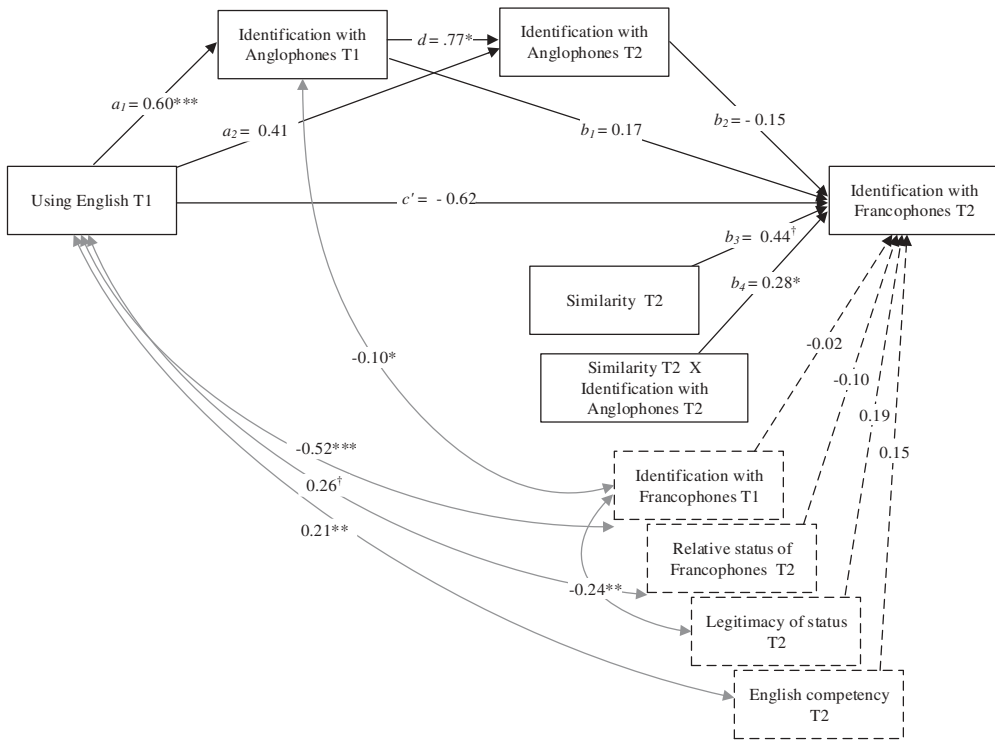 Identification with
Anglophones T1
d = .77*
Identification with
Anglophones T2
a1 = 0.60***
a2 = 0.41
b1 = 0.17
b2 = - 0.15
Using English T1
c' = - 0.62
Identification with
Francophones T2
b3 = 0.44†
Similarity T2
b4 = 0.28*
Similarity T2 X
Identification with
Anglophones T2
-0.10*
-0.02
-0.10
0.19
0.15
-0.52***
0.26†
0.21**
Identification with
Francophones T1
Relative status of
Francophones T2
-0.24**
Legitimacy of status
T2
English competency
T2